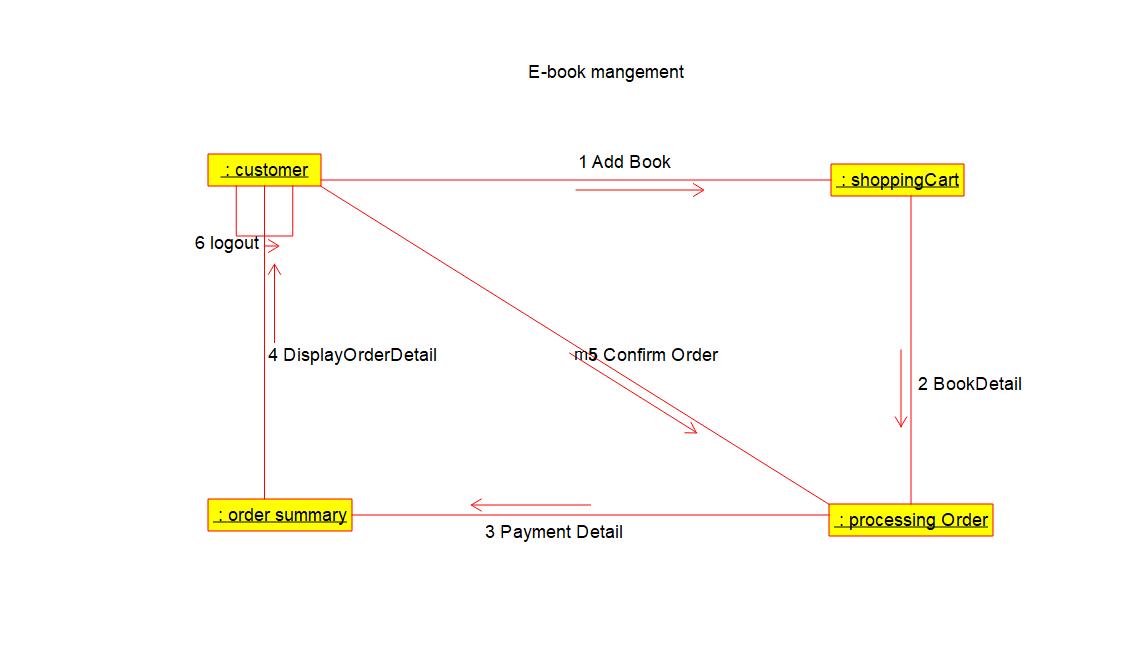 E-book mangement
: customer
1 Add Book
: shoppingCart
6 logout
4 DisplayOrderDetail
m5 Confirm Order
2 BookDetail
: order summary
3 Payment Detail
: processing Order